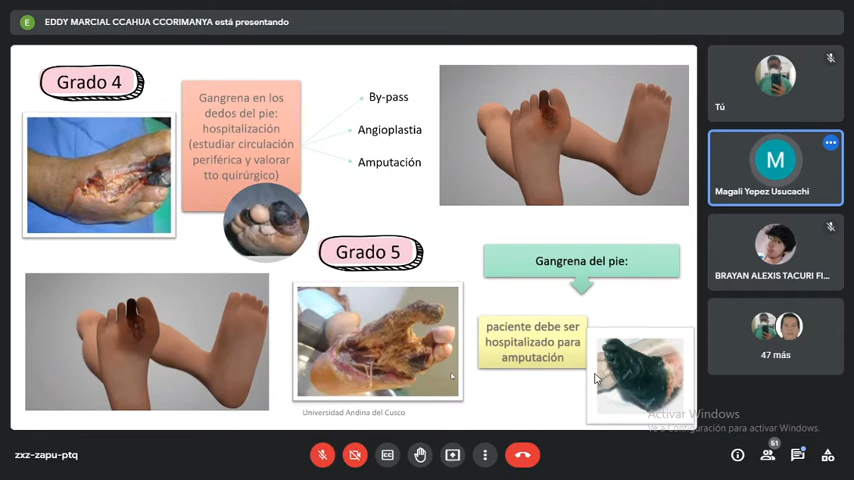 E
EDDY MARCIAL CCAHUA CCORIMANYA está presentando
Grado 4
Gangrena en los
dedos del pie:
hospitalización
(estudiar circulación
periférica y valorar
tto quirúrgico)
By-pass
Angioplastia
Amputación
Grado 5
Gangrena del pie:
paciente debe ser
hospitalizado para
amputación
Universidad Andina del Cusco
Tú
M
Magali Yepez Usucachi
BRAYAN ALEXIS TACURI FI...
47 más
Activar Windows
a Configuración para activar Windows.
zxz-zapu-ptq
CC
51